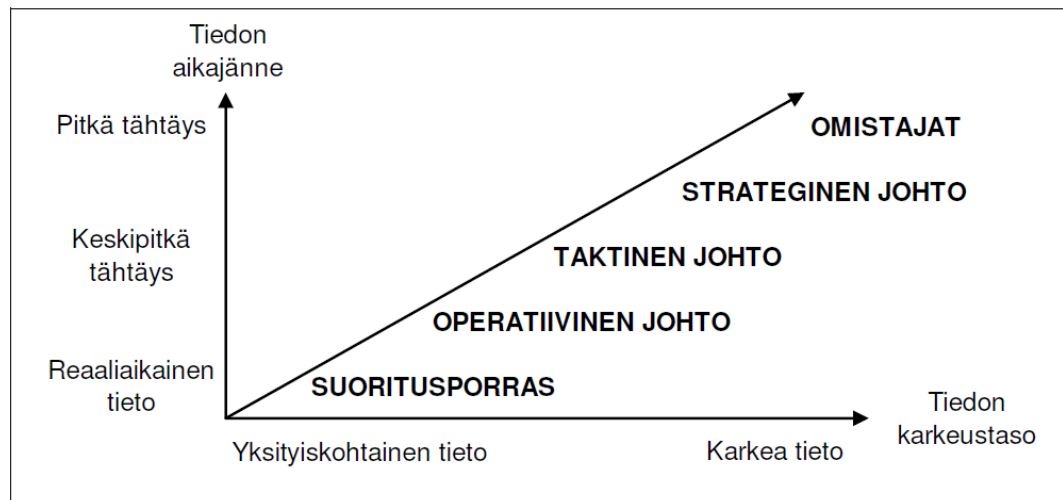 Tiedon
aikajänne
Pitkä tähtäys
OMISTAJAT
STRATEGINEN JOHTO
Keskipitkä
tähtäys
TAKTINEN JOHTO
OPERATIIVINEN JOHTO
Reaaliaikainen
tieto
SUORITUSPORRAS
Tiedon
karkeustaso
Yksityiskohtainen tieto
Karkea tieto